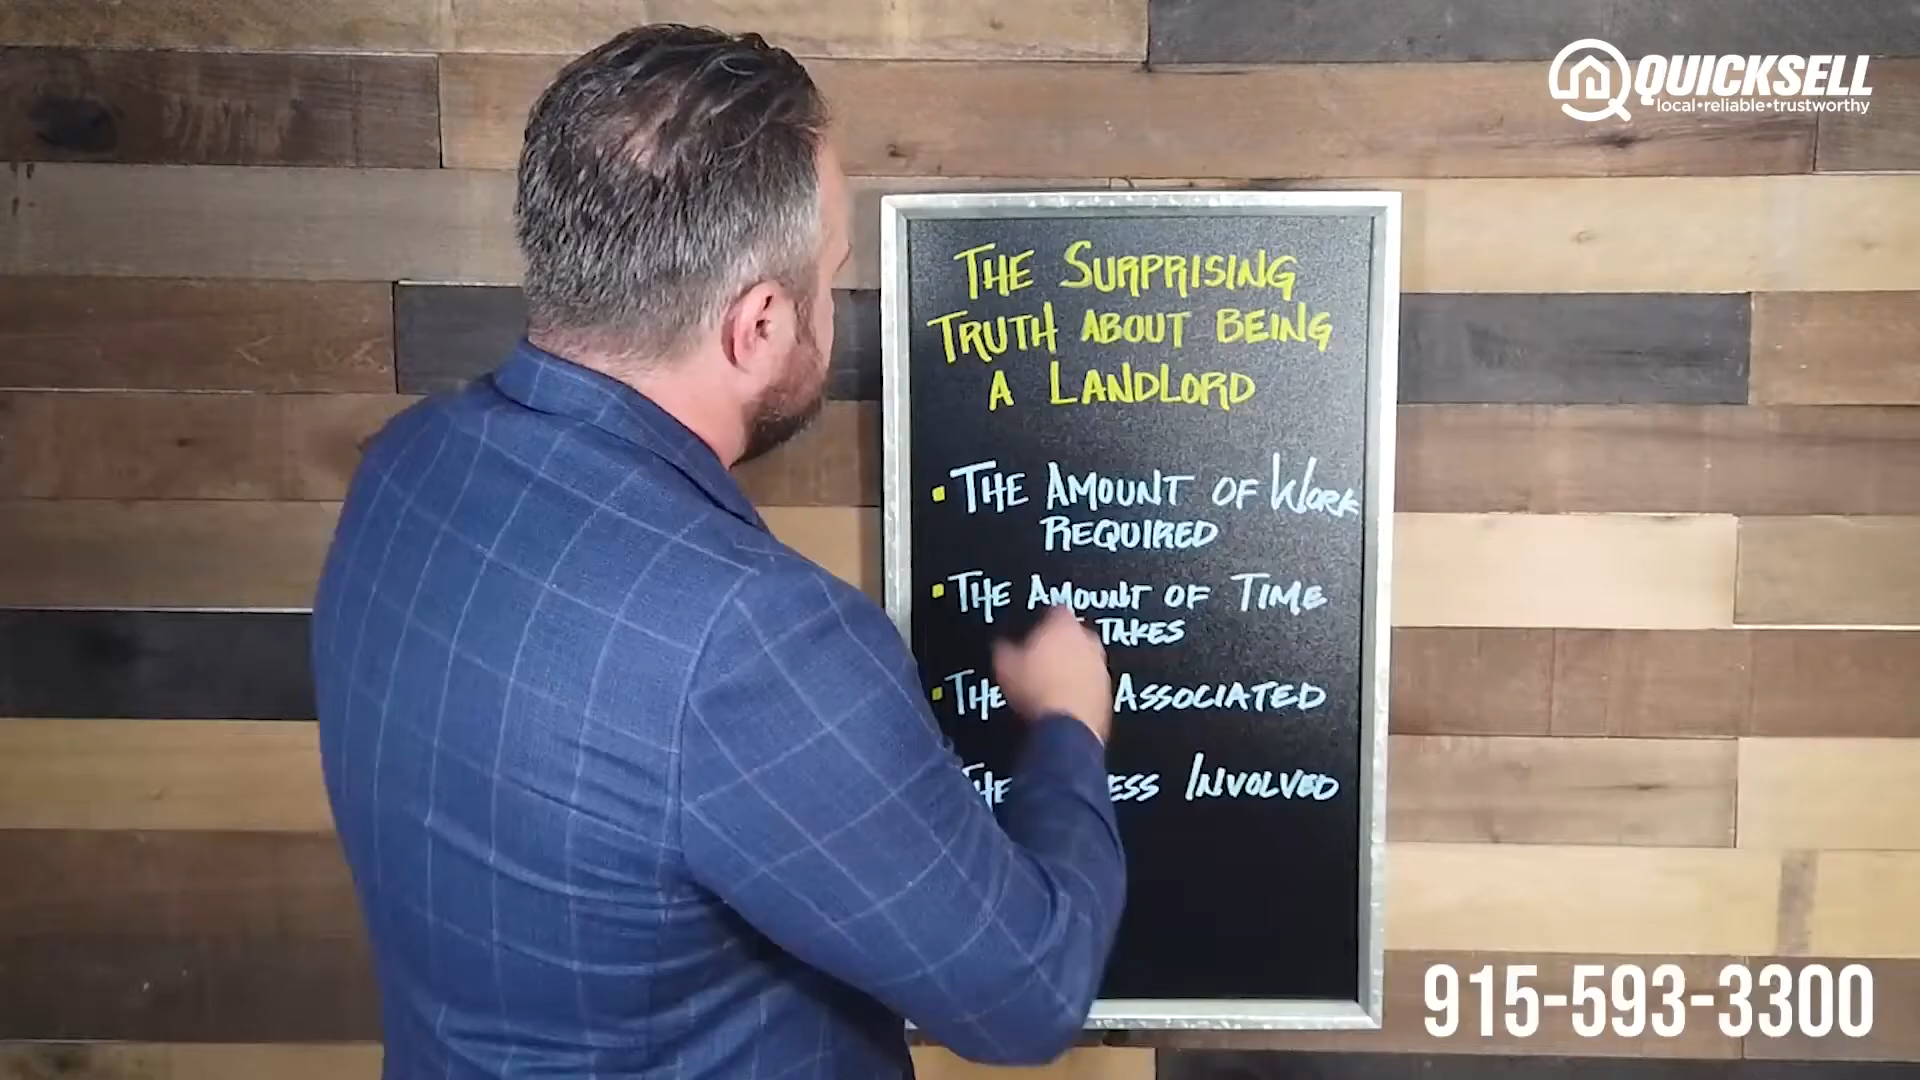 QUICKSELL
local•reliable•trustworthy
THE SURPRISING
TRUTH ABOUT BEING
A LANDLORD
• THE AMOUNT OF WORK
REQUIRED
• THE AMOUNT OF TIME
TAKES
• THE ASSOCIATED
INVOLVED
915-593-3300